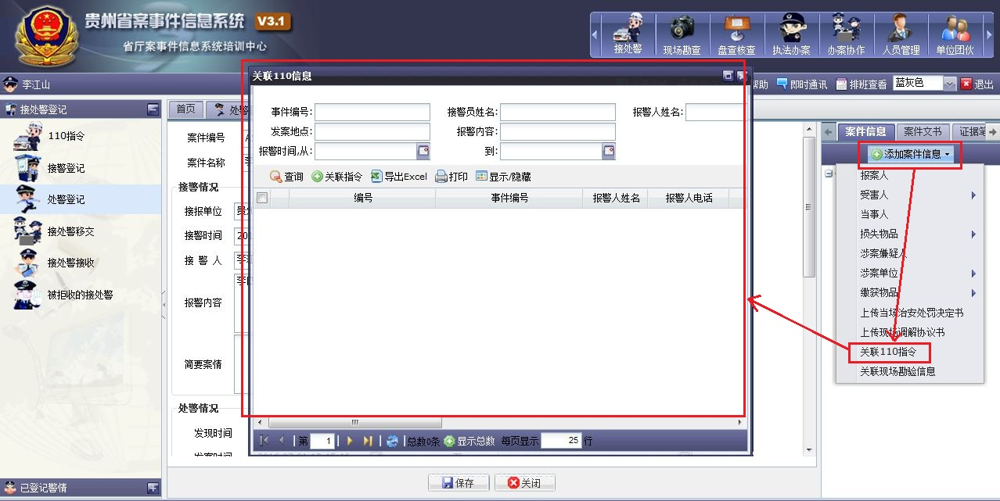 贵州省案事件信息系统 V3.1
省厅案事件信息系统培训中心
接处警 现场勘查 盘查核查 执法办案 办案协作 人员管理 单位团伙
李江山
帮助 即时通讯 排班查看 蓝灰色 退出
接处警登记
110指令
接警登记
处警登记
接处警移交
接处警接收
被拒收的接处警
已登记警情
首页 处警
案件编号
案件名称
接警情况
接报单位
接警时间 20
接 警 人 李江
李四
报警内容
简要案情
处警情况
发现时间
发案时间
关联110信息
事件编号: 接警员姓名: 报警人姓名:
发案地点: 报警内容:
报警时间,从: 到:
查询 关联指令 导出Excel 打印 显示/隐藏
编号 事件编号 报警人姓名 报警人电话
第 1 总数0条 显示总数 每页显示 25 行
保存 关闭
案件信息 案件文书 证据笔
添加案件信息
报案人
受害人
当事人
损失物品
涉案嫌疑人
涉案单位
缴获物品
上传当场治安处罚决定书
上传现场调解协议书
关联110指令
关联现场勘验信息